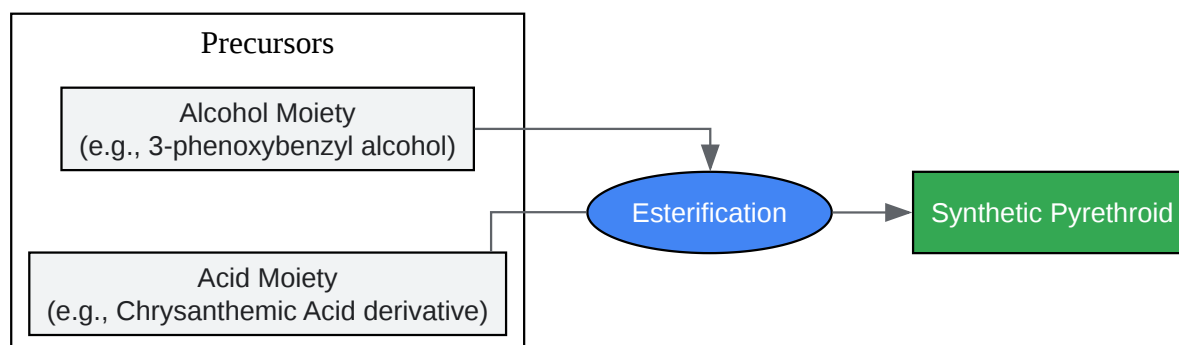 Precursors
Alcohol Moiety
(e.g., 3-phenoxybenzyl alcohol)
Esterification
Synthetic Pyrethroid
Acid Moiety
(e.g., Chrysanthemic Acid derivative)